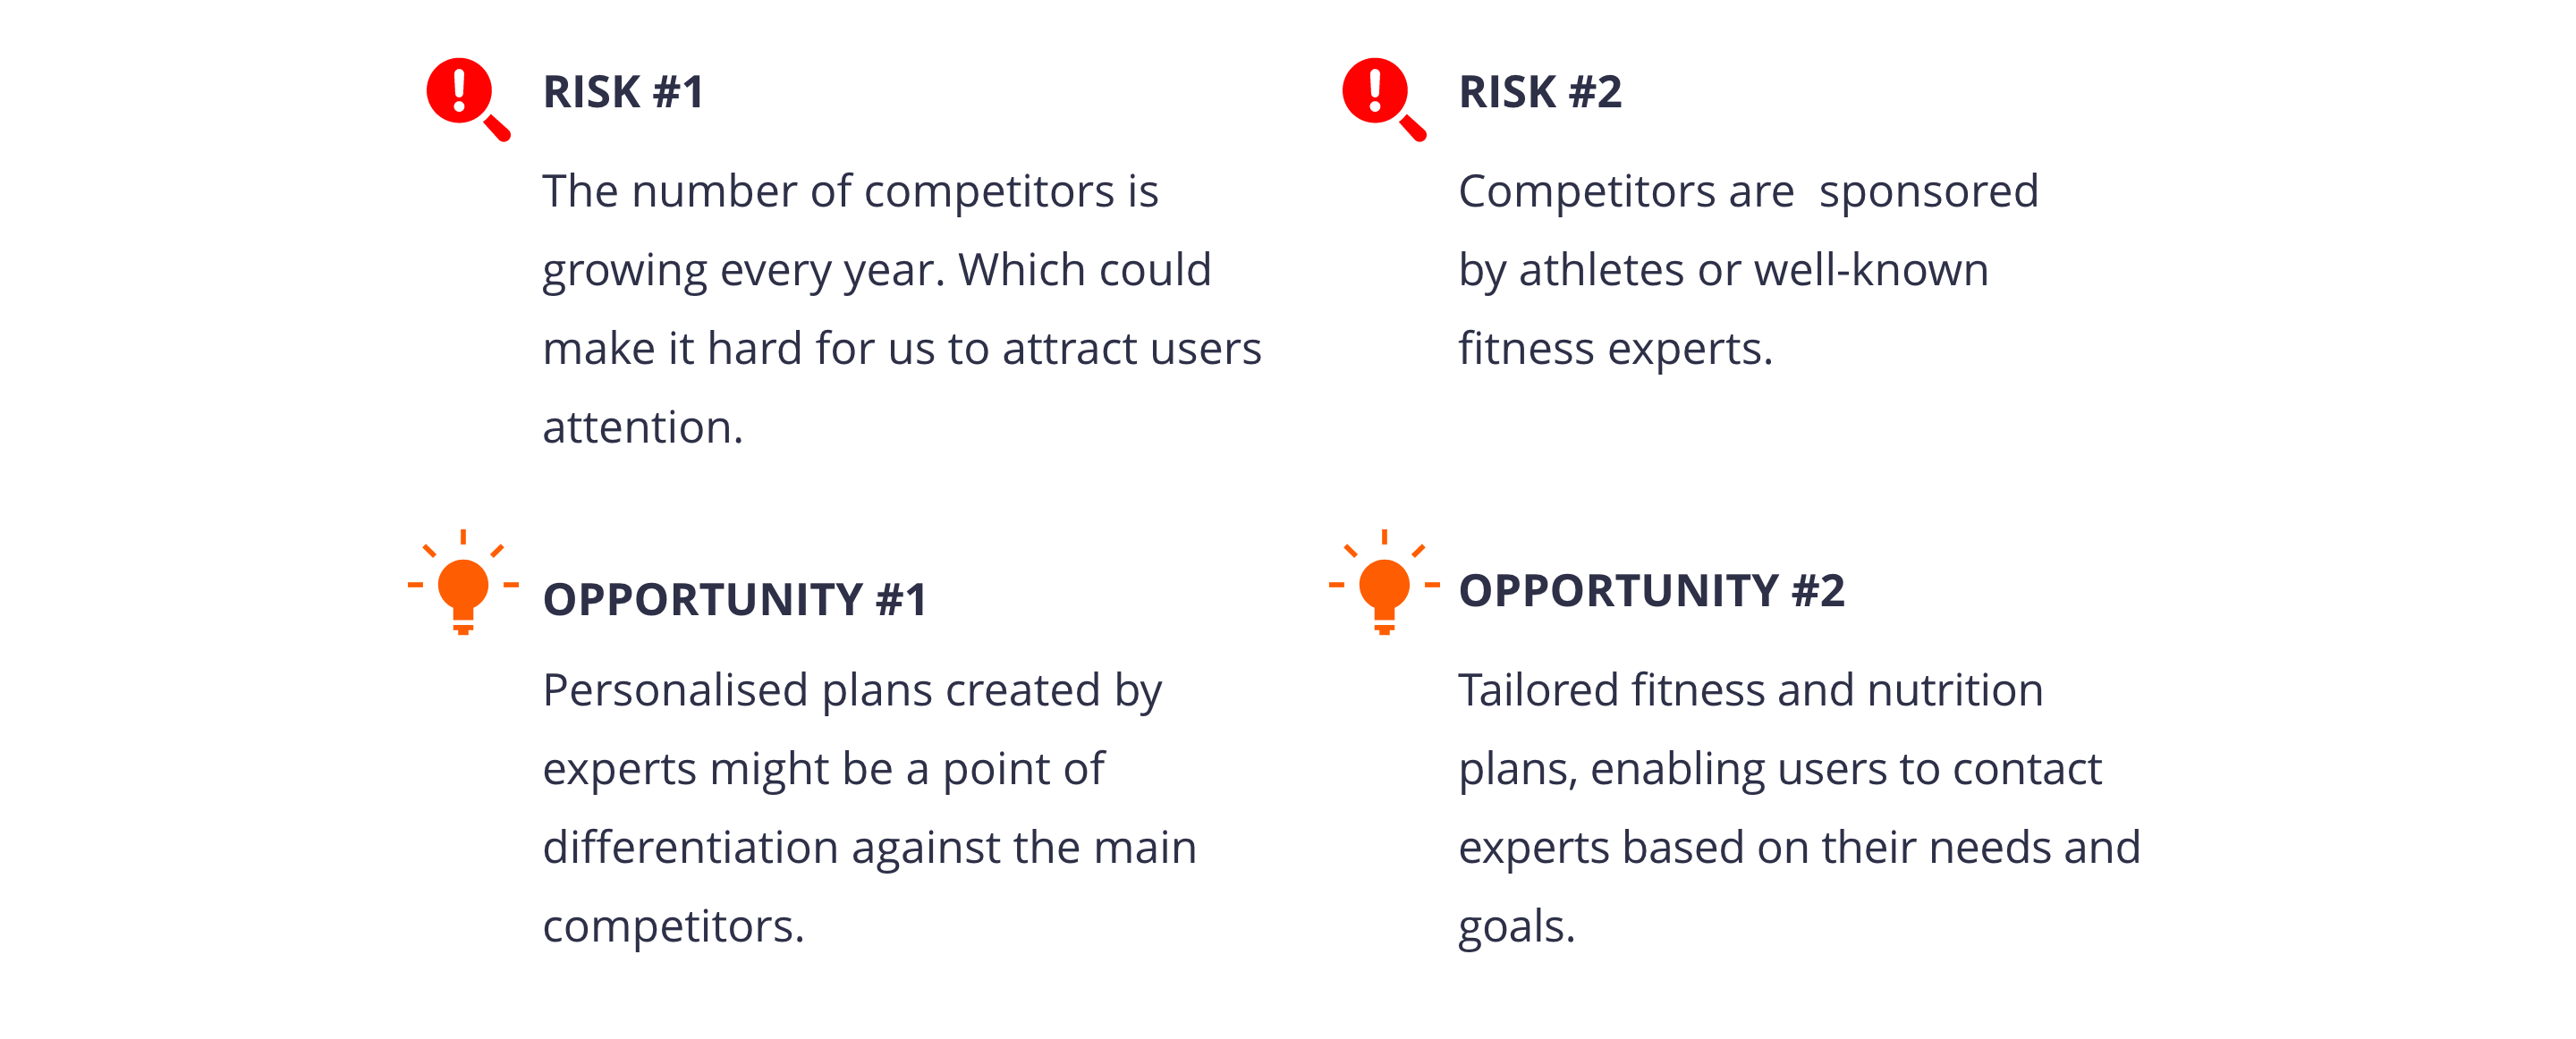 RISK #1
The number of competitors is
growing every year. Which could
make it hard for us to attract users
attention.
RISK #2
Competitors are  sponsored
by athletes or well-known
fitness experts.
OPPORTUNITY #1
Personalised plans created by
experts might be a point of
differentiation against the main
competitors.
OPPORTUNITY #2
Tailored fitness and nutrition
plans, enabling users to contact
experts based on their needs and
goals.